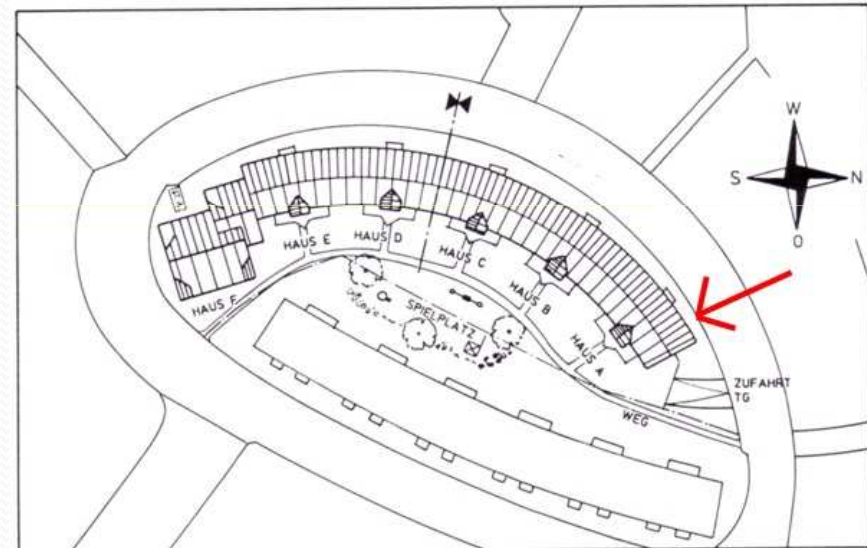 W
S
N
O
HAUS E
HAUS D
HAUS C
HAUS B
HAUS A
HAUS F
SPIELPLATZ
WEG
ZUFAHRT
TG